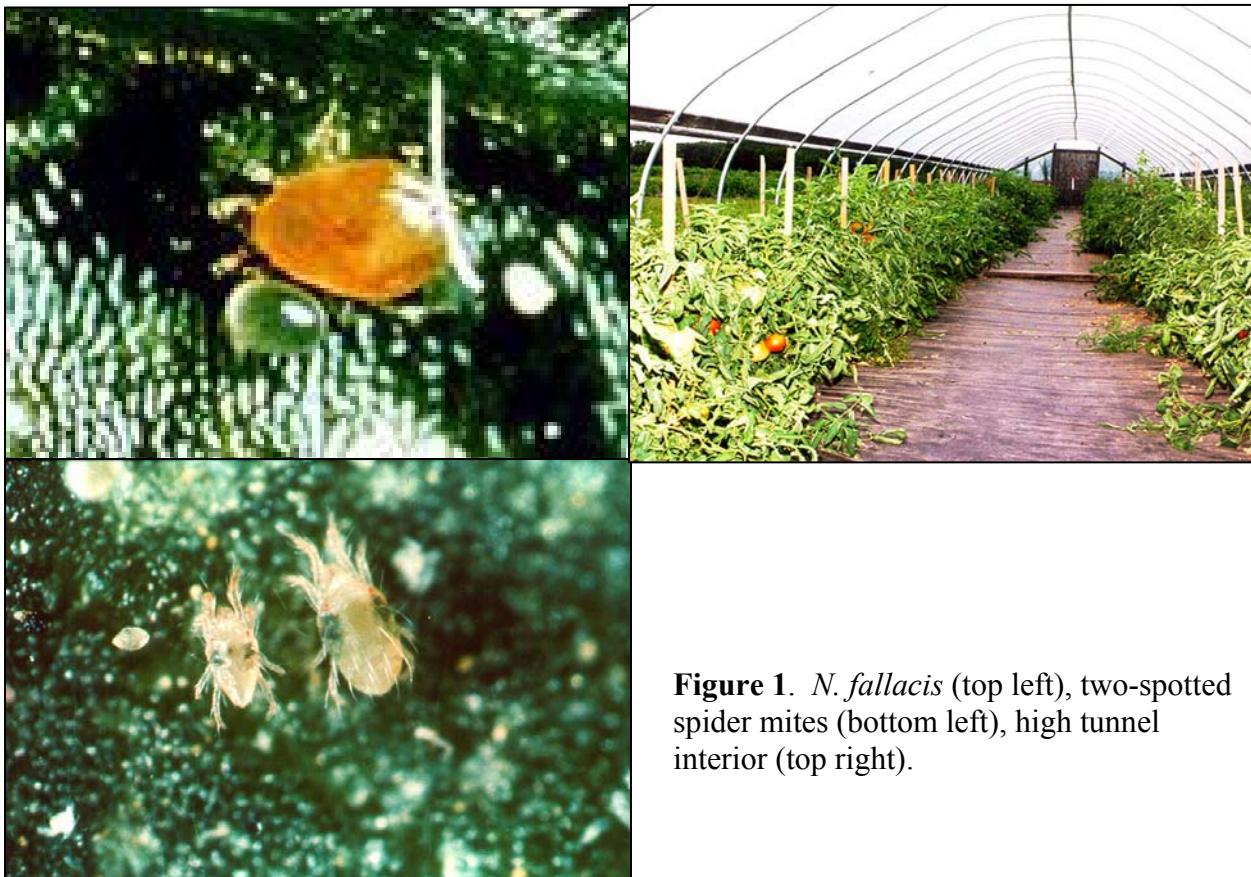 Figure 1. N. fallacis (top left), two-spotted
spider mites (bottom left), high tunnel
interior (top right).